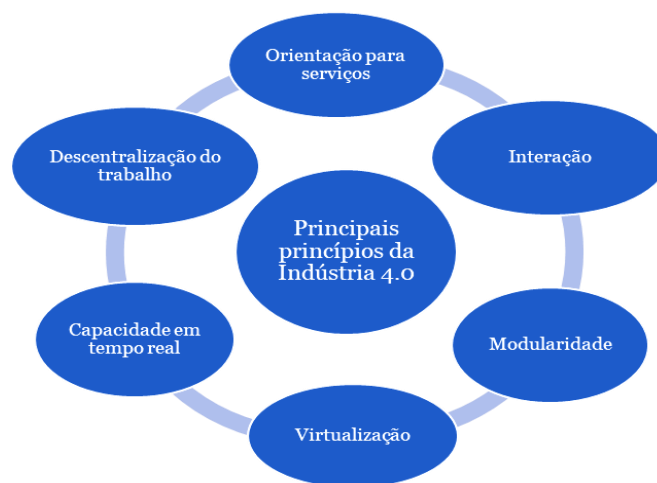 Orientação para
serviços
Interação
Modularidade
Virtualização
Capacidade em
tempo real
Descentralização do
trabalho
Principais
princípios da
Indústria 4.0